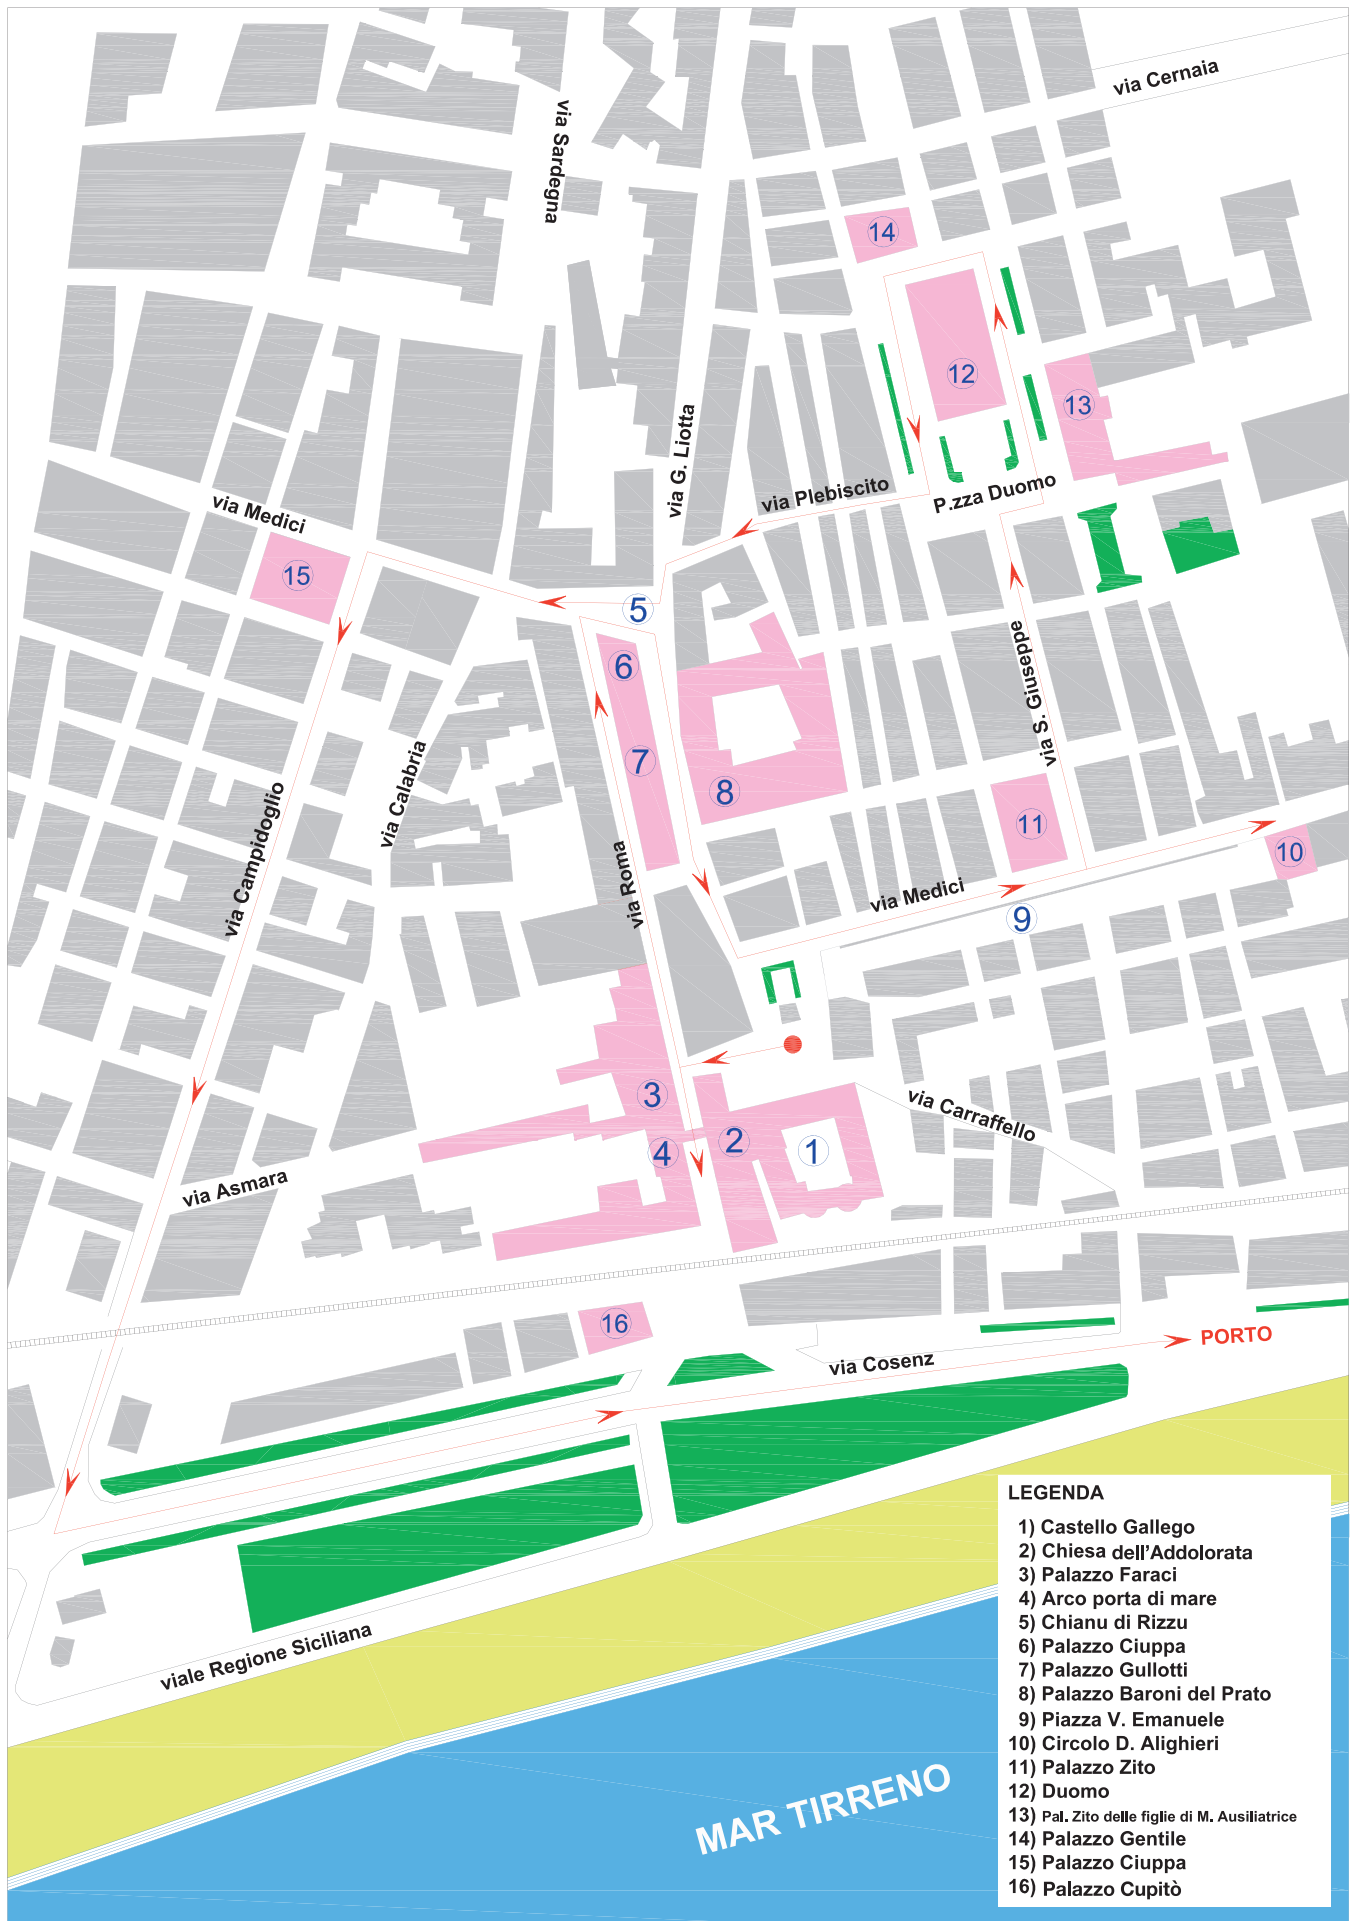 via Cernaia
via Sardegna
14
12
13
via G. Liotta
via Plebiscito
P.zza Duomo
via Medici
15
5
6
7
8
via S. Giuseppe
via Calabria
via Campidoglio
via Roma
11
10
via Medici
9
3
2
4
1
via Carraffello
via Asmara
16
via Cosenz
PORTO
viale Regione Siciliana
MAR TIRRENO
LEGENDA
1) Castello Gallego
2) Chiesa dell'Addolorata
3) Palazzo Faraci
4) Arco porta di mare
5) Chianu di Rizzu
6) Palazzo Ciuppa
7) Palazzo Gullotti
8) Palazzo Baroni del Prato
9) Piazza V. Emanuele
10) Circolo D. Alighieri
11) Palazzo Zito
12) Duomo
13) Pal. Zito delle figlie di M. Ausiliatrice
14) Palazzo Gentile
15) Palazzo Ciuppa
16) Palazzo Cupitò